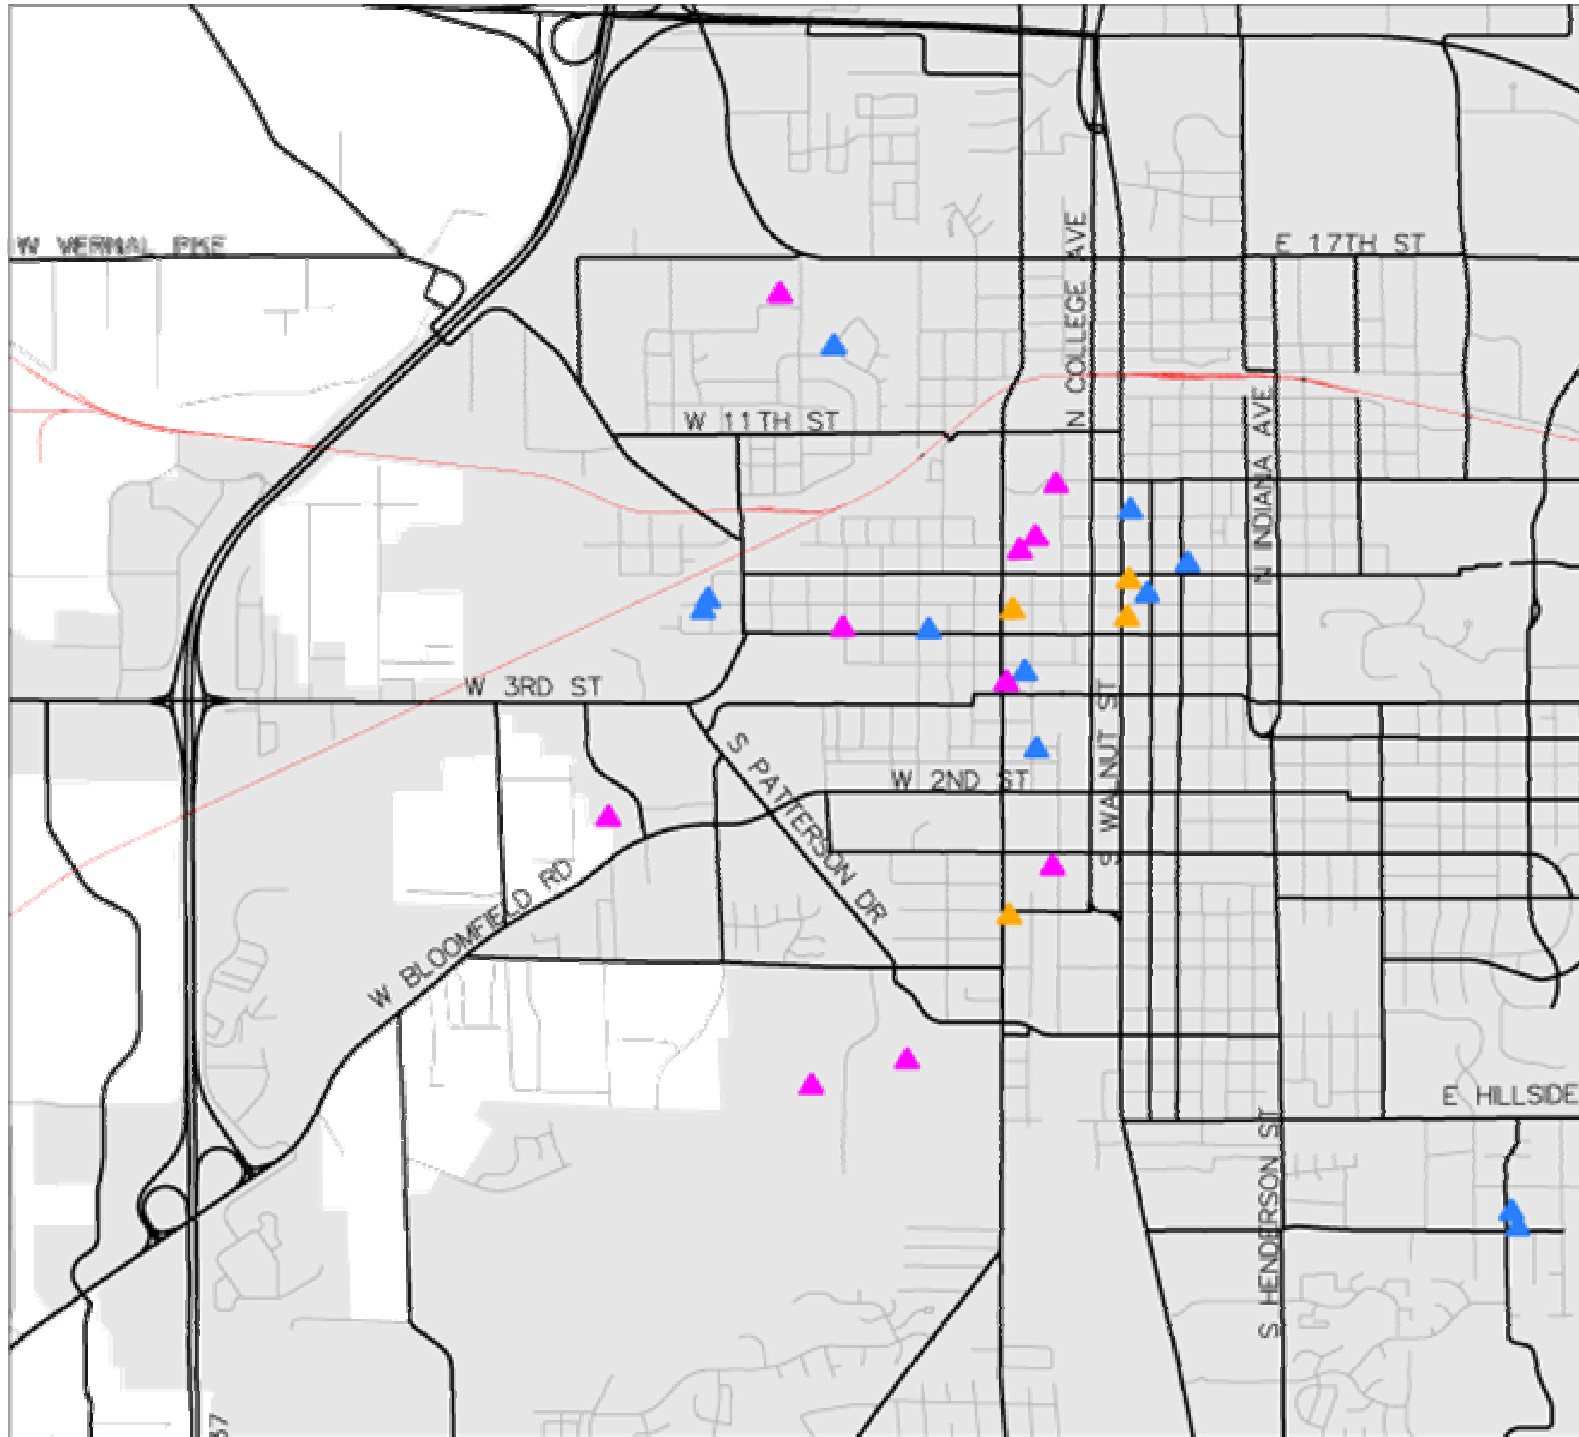 W VERNAL PIKE
E 17TH ST
N COLLEGE AVE
W 11TH ST
N INDIANA AVE
W 3RD ST
S WALNUT ST
S PATTERSON DR
W 2ND ST
W BLOOMFIELD RD
E HILLSIDE
S HENDERSON ST